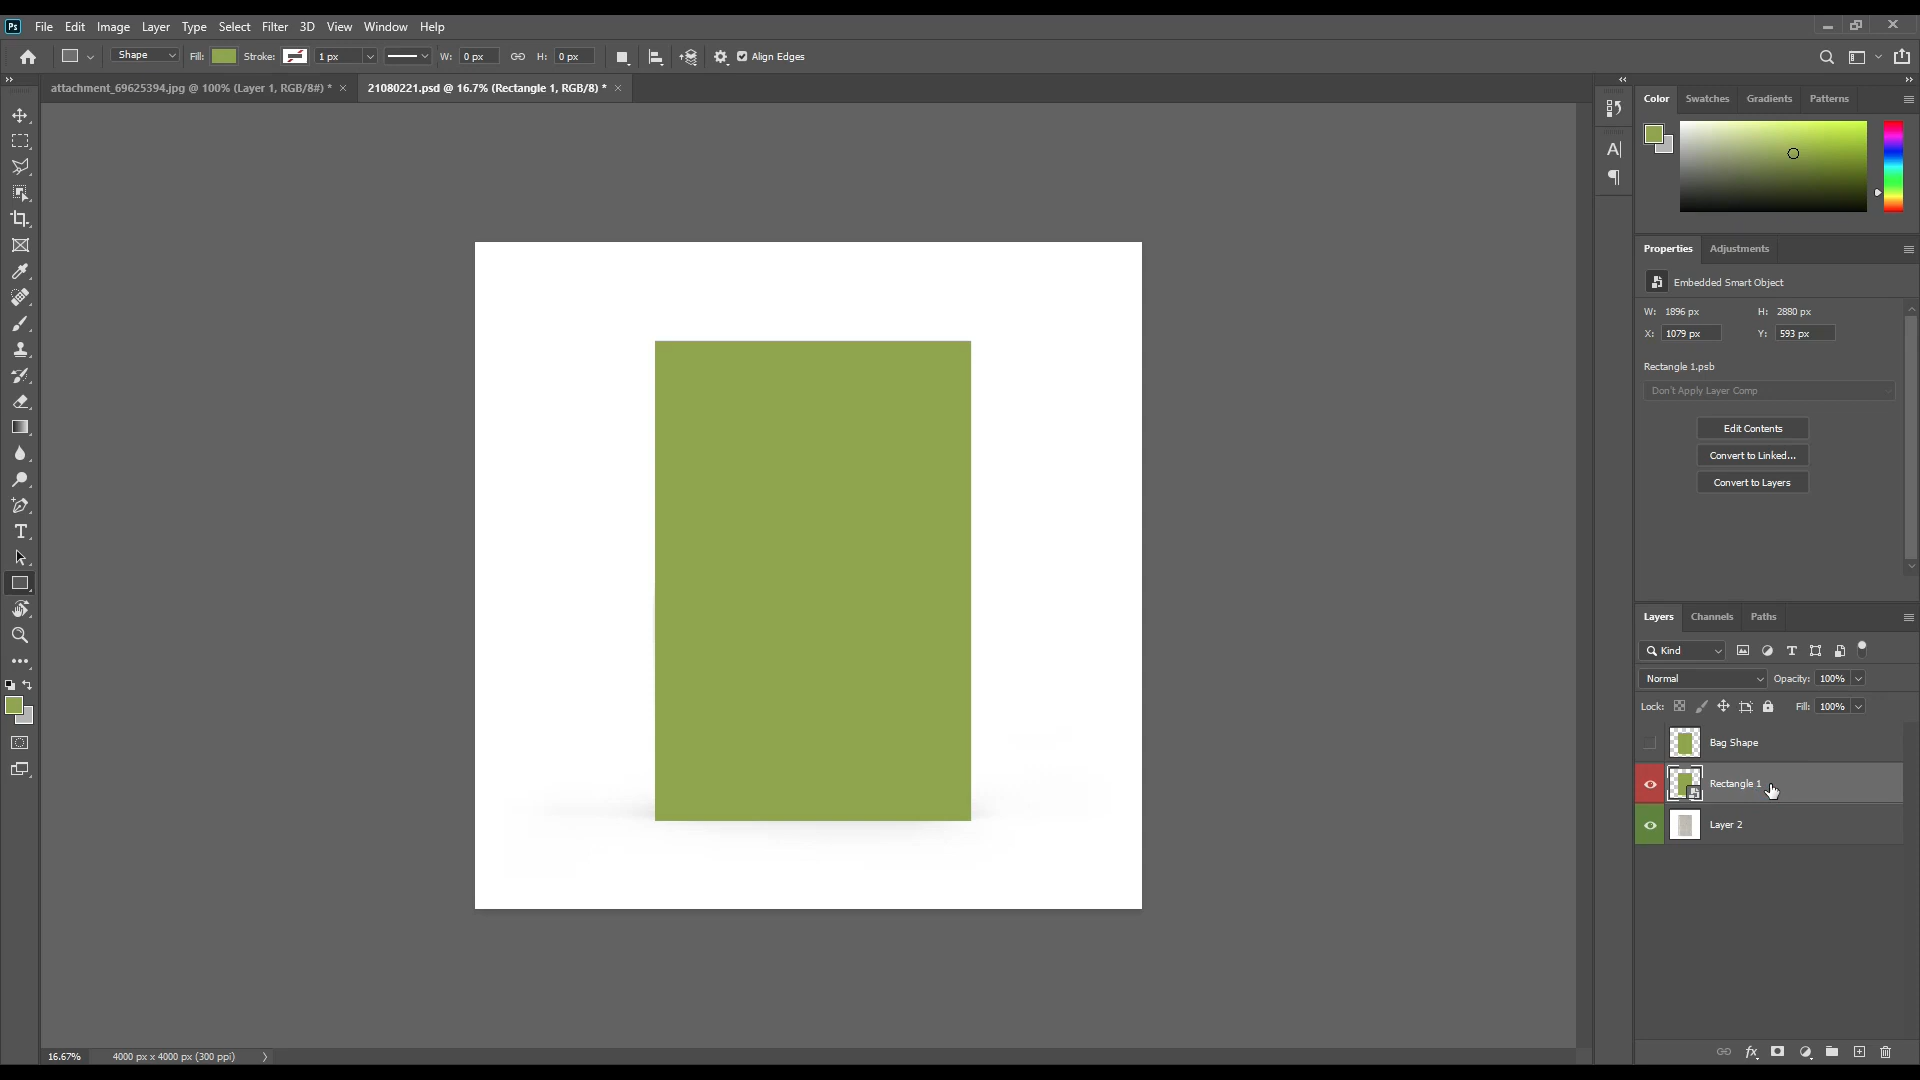 Ps File Edit Image Layer Type Select Filter 3D View Window Help
Shape Fill: Stroke: 1 px W: 0 px H: 0 px Align Edges
attachment_69625394.jpg @ 100% (Layer 1, RGB/8#) * × 21080221.psd @ 16.7% (Rectangle 1, RGB/8) * ×
Color Swatches Gradients Patterns
Properties Adjustments
Embedded Smart Object
W: 1896 px H: 2880 px
X: 1079 px Y: 593 px
Rectangle 1.psb
Don't Apply Layer Comp
Edit Contents
Convert to Linked...
Convert to Layers
Layers Channels Paths
Kind
Normal Opacity: 100%
Lock: Fill: 100%
Bag Shape
Rectangle 1
Layer 2
16.67% 4000 px x 4000 px (300 ppi)